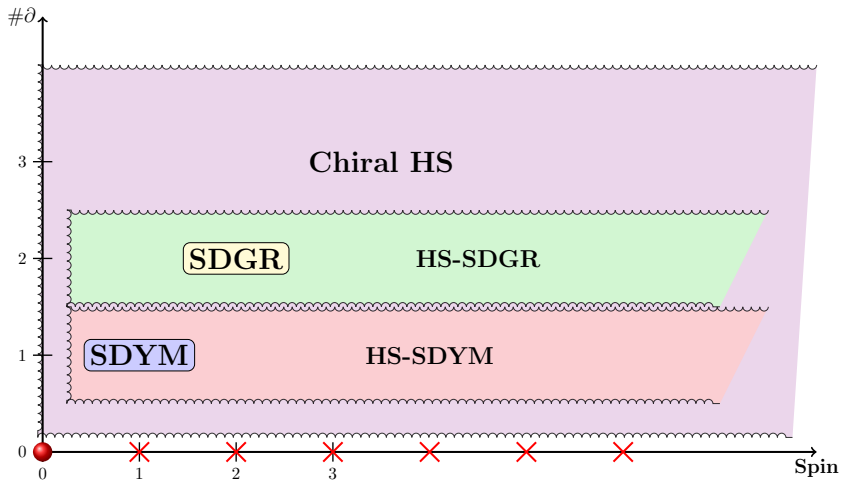 #∂
3
2
1
0
Chiral HS
SDGR HS-SDGR
SDYM HS-SDYM
0 1 2 3
Spin